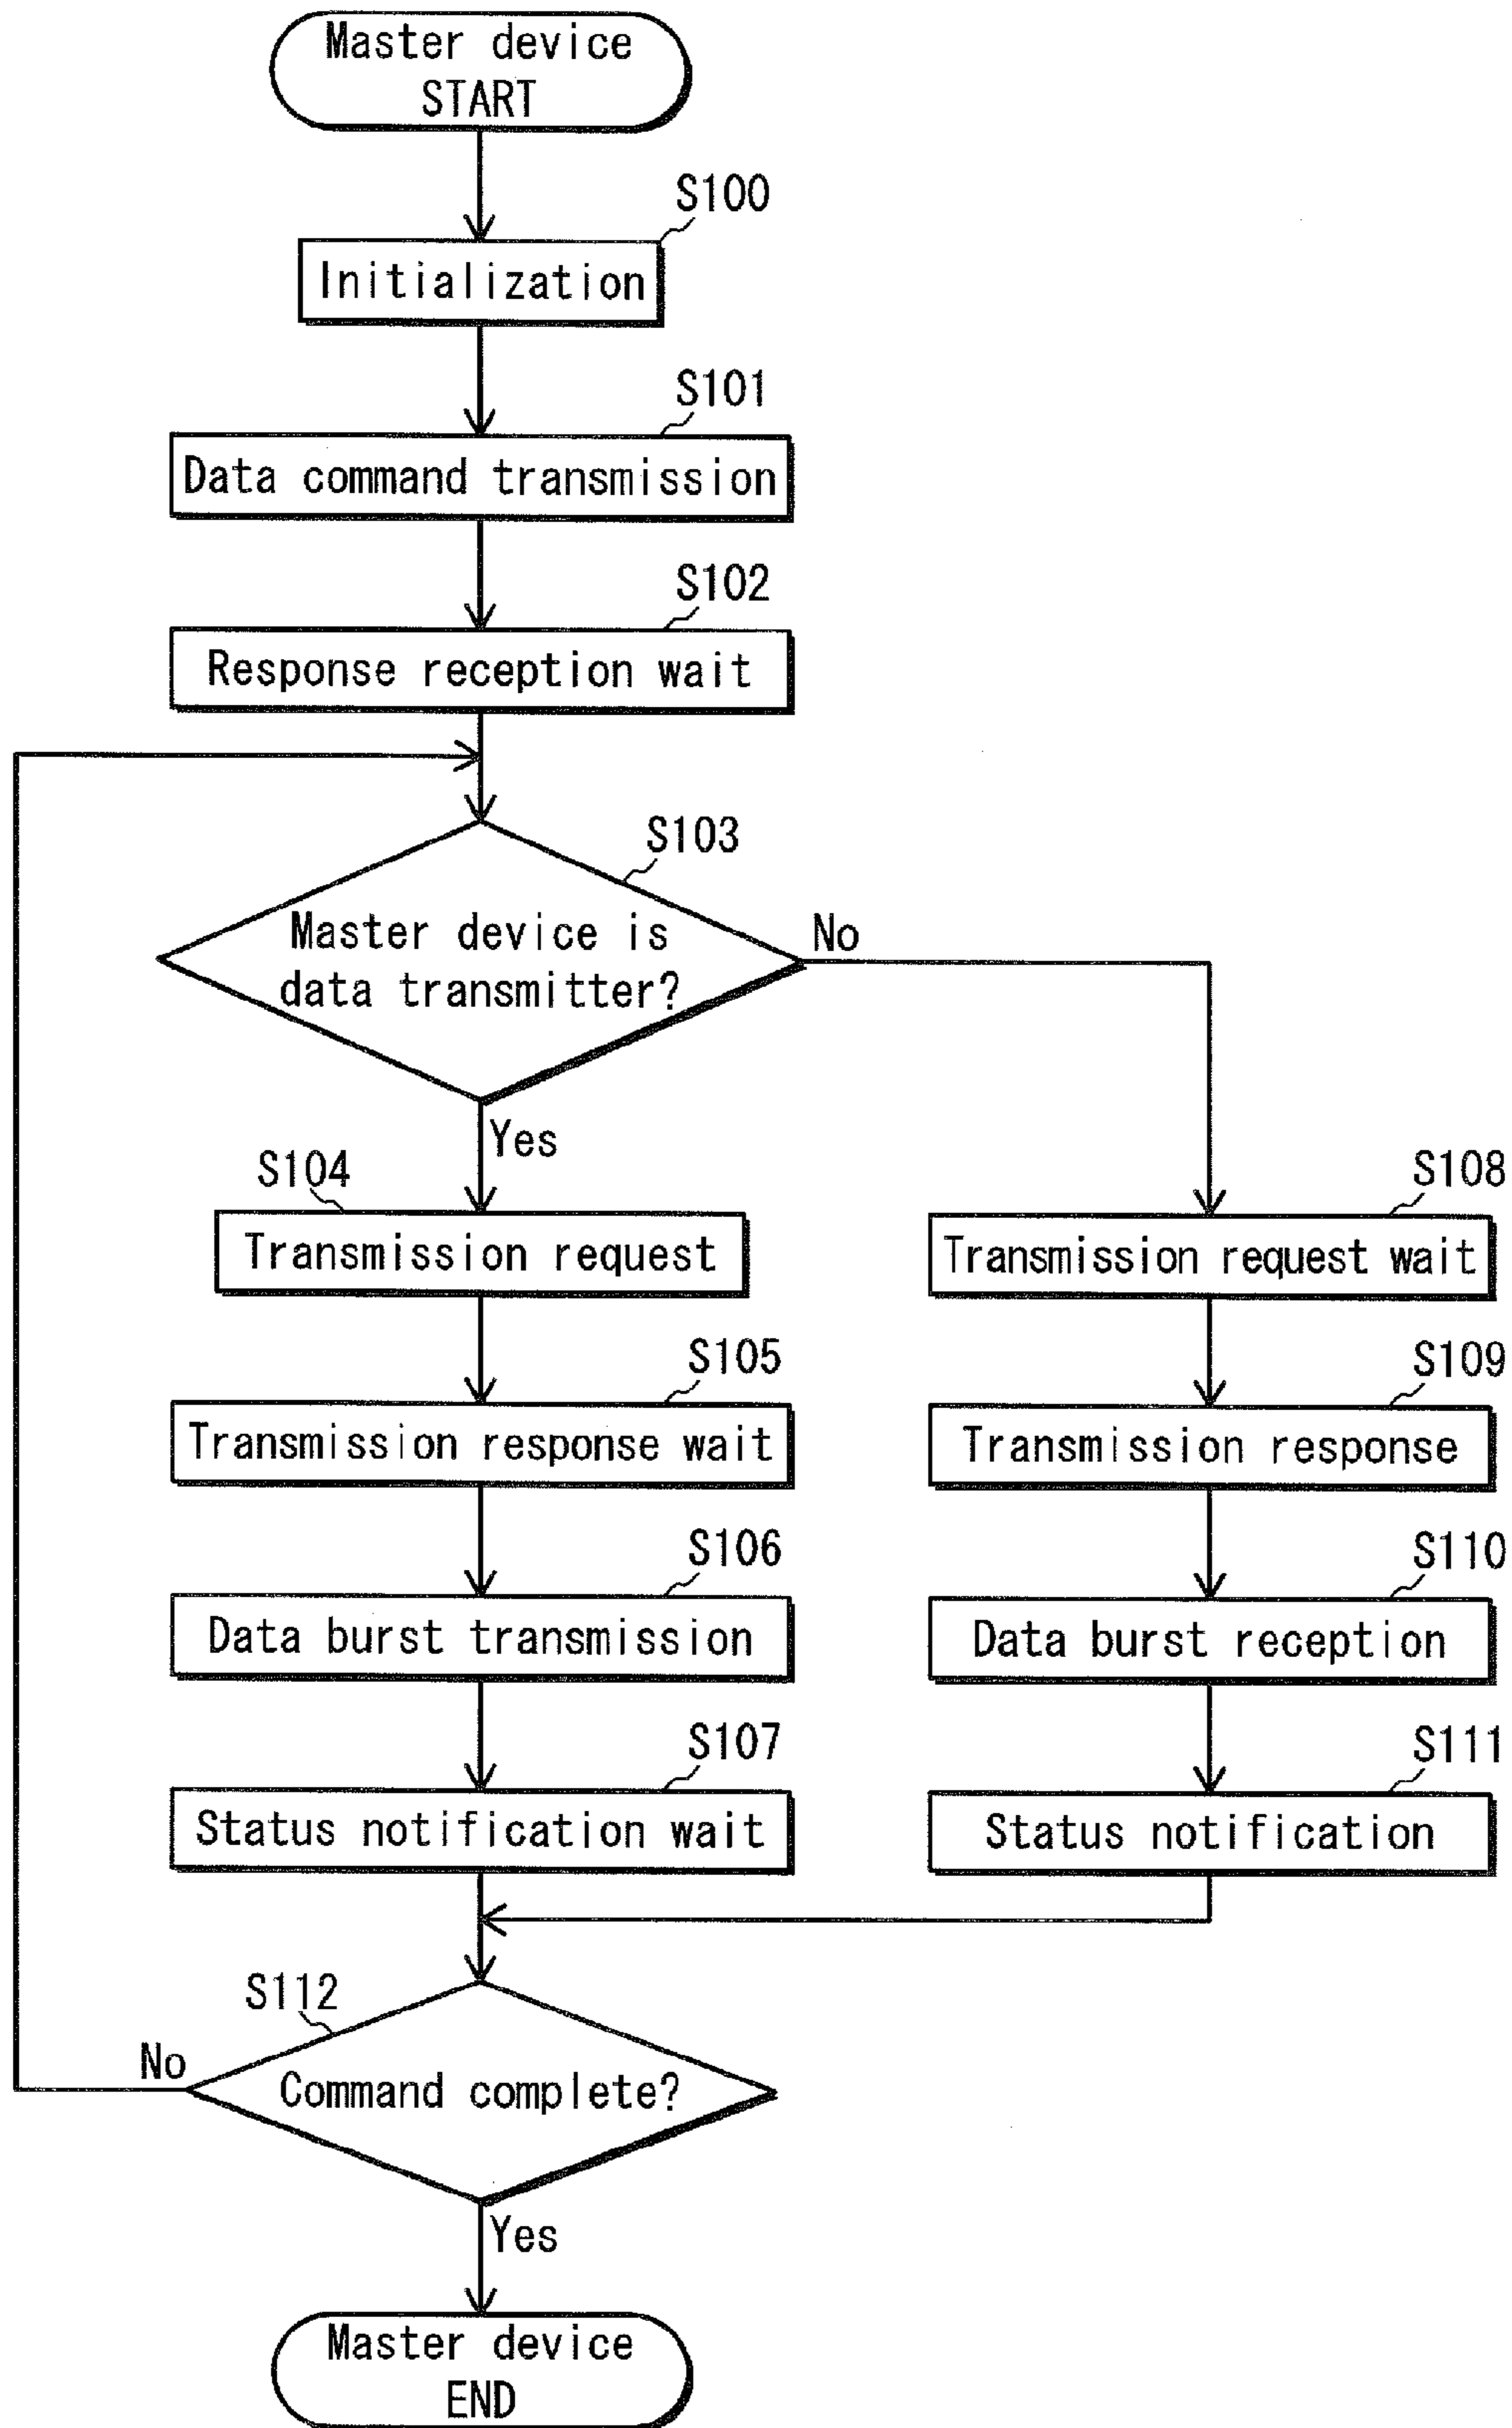 Master device
START
S100
Initialization
S101
Data command transmission
S102
Response reception wait
S103
Master device is
data transmitter?
No
Yes
S104
Transmission request
S105
Transmission response wait
S106
Data burst transmission
S107
Status notification wait
S108
Transmission request wait
S109
Transmission response
S110
Data burst reception
S111
Status notification
S112
Command complete?
No
Yes
Master device
END